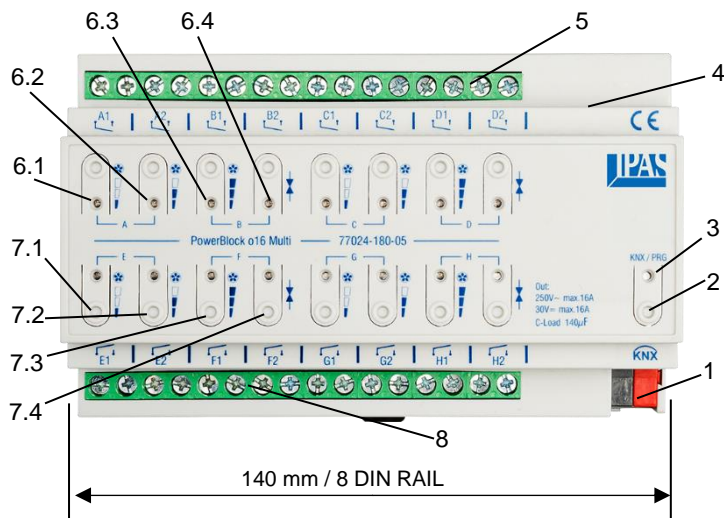 6.3
6.4
5
6.2
4
A1 A2 B1 B2 C1 C2 D1 D2
CE
6.1
IPAS
A B C D
3
PowerBlock o16 Multi 77024-180-05
KNX / PRG
E F G H
7.1
2
Out:
250V~ max.16A
30V= max.16A
C-Load 140µF
7.2
7.3
E1 E2 F1 F2 G1 G2 H1 H2
KNX
1
7.4
8
140 mm / 8 DIN RAIL